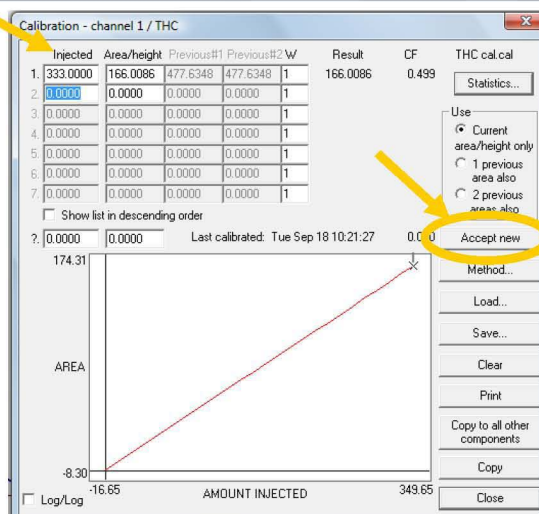 Calibration - channel 1 / THC
Injected Area/height Previous#1 Previous#2 W Result CF THC cal.cal
1. 333.0000 166.0086 477.6348 477.6348 1 166.0086 0.499
2. 0.0000 0.0000 0.0000 0.0000 1
3. 0.0000 0.0000 0.0000 0.0000 1
4. 0.0000 0.0000 0.0000 0.0000 1
5. 0.0000 0.0000 0.0000 0.0000 1
6. 0.0000 0.0000 0.0000 0.0000 1
7. 0.0000 0.0000 0.0000 0.0000 1
Show list in descending order
?. 0.0000 0.0000 Last calibrated: Tue Sep 18 10:21:27
Statistics...
Use
Current
area/height only
1 previous
area also
2 previous
areas also
Accept new
Method...
Load...
Save...
Clear
Print
Copy to all other
components
Copy
Close
174.31
AREA
-8.30
-16.65 AMOUNT INJECTED 349.65
Log/Log